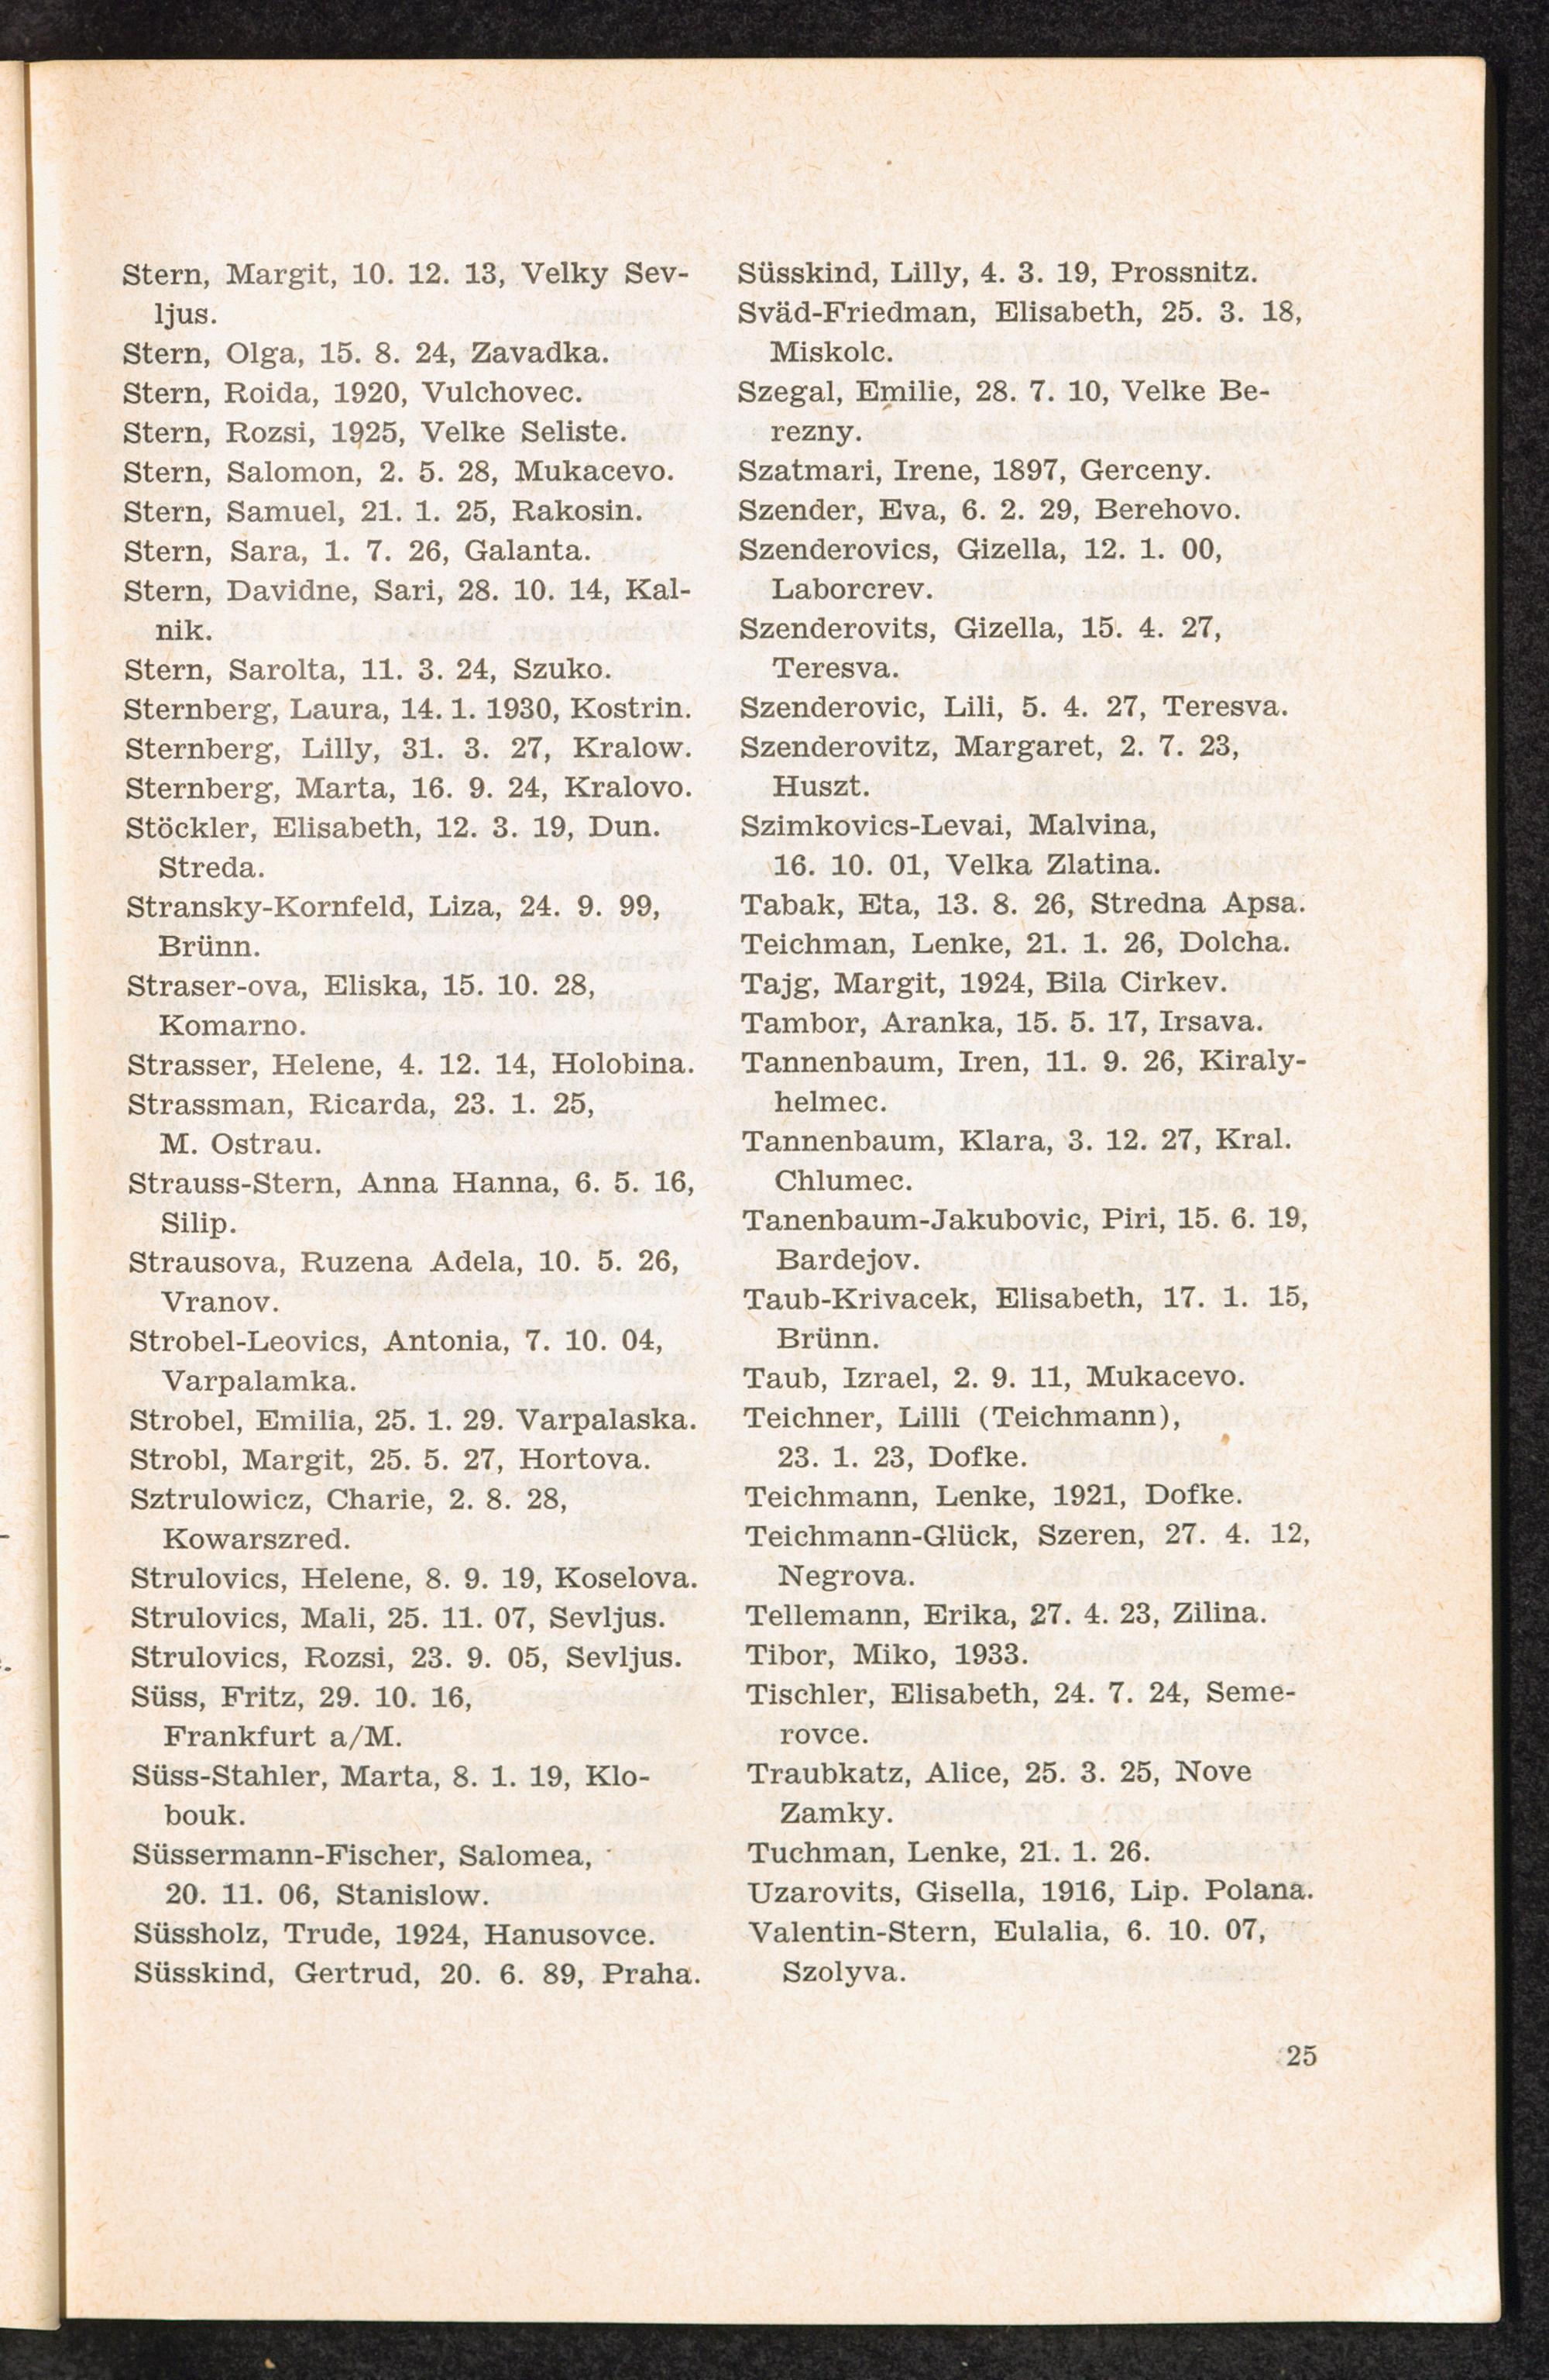 Stern, Margit, 10. 12. 13, Velky Sev-
ljus.
Stern, Olga, 15. 8. 24, Zavadka.
Stern, Roida, 1920, Vulchovec.
Stern, Rozsi, 1925, Velke Seliste.
Stern, Salomon, 2. 5. 28, Mukacevo.
Stern, Samuel, 21. 1. 25, Rakosin.
Stern, Sara, 1. 7. 26, Galanta.
Stern, Davidne, Sari, 28. 10. 14, Kal-
nik.
Stern, Sarolta, 11. 3. 24, Szuko.
Sternberg, Laura, 14. 1. 1930, Kostrin.
Sternberg, Lilly, 31. 3. 27, Kralow.
Sternberg, Marta, 16. 9. 24, Kralovo.
Stöckler, Elisabeth, 12. 3. 19, Dun.
Streda.
Stransky-Kornfeld, Liza, 24. 9. 99,
Brünn.
Straser-ova, Eliska, 15. 10. 28,
Komarno.
Strasser, Helene, 4. 12. 14, Holobina.
Strassman, Ricarda, 23. 1. 25,
M. Ostrau.
Strauss-Stern, Anna Hanna, 6. 5. 16,
Silip.
Strausova, Ruzena Adela, 10. 5. 26,
Vranov.
Strobel-Leovics, Antonia, 7. 10. 04,
Varpalamka.
Strobel, Emilia, 25. 1. 29. Varpalaska.
Strobl, Margit, 25. 5. 27, Hortova.
Sztrulowicz, Charie, 2. 8. 28,
Kowarszred.
Strulovics, Helene, 8. 9. 19, Koselova.
Strulovics, Mali, 25. 11. 07, Sevljus.
Strulovics, Rozsi, 23. 9. 05, Sevljus.
Süss, Fritz, 29. 10. 16,
Frankfurt a/M.
Süss-Stahler, Marta, 8. 1. 19, Klo-
bouk.
Süssermann-Fischer, Salomea,
20. 11. 06, Stanislow.
Süssholz, Trude, 1924, Hanusovce.
Süsskind, Gertrud, 20. 6. 89, Praha.
Süsskind, Lilly, 4. 3. 19, Prossnitz.
Sväd-Friedman, Elisabeth, 25. 3. 18,
Miskolc.
Szegal, Emilie, 28. 7. 10, Velke Be-
rezny.
Szatmari, Irene, 1897, Gerceny.
Szender, Eva, 6. 2. 29, Berehovo.
Szenderovics, Gizella, 12. 1. 00,
Laborcrev.
Szenderovits, Gizella, 15. 4. 27,
Teresva.
Szenderovic, Lili, 5. 4. 27, Teresva.
Szenderovitz, Margaret, 2. 7. 23,
Huszt.
Szimkovics-Levai, Malvina,
16. 10. 01, Velka Zlatina.
Tabak, Eta, 13. 8. 26, Stredna Apsa.
Teichman, Lenke, 21. 1. 26, Dolcha.
Tajg, Margit, 1924, Bila Cirkev.
Tambor, Aranka, 15. 5. 17, Irsava.
Tannenbaum, Iren, 11. 9. 26, Kiraly-
helmec.
Tannenbaum, Klara, 3. 12. 27, Kral.
Chlumec.
Tanenbaum-Jakubovic, Piri, 15. 6. 19,
Bardejov.
Taub-Krivacek, Elisabeth, 17. 1. 15,
Brünn.
Taub, Izrael, 2. 9. 11, Mukacevo.
Teichner, Lilli (Teichmann),
23. 1. 23, Dofke.
Teichmann, Lenke, 1921, Dofke.
Teichmann-Glück, Szeren, 27. 4. 12,
Negrova.
Tellemann, Erika, 27. 4. 23, Zilina.
Tibor, Miko, 1933.
Tischler, Elisabeth, 24. 7. 24, Seme-
rovce.
Traubkatz, Alice, 25. 3. 25, Nove
Zamky.
Tuchman, Lenke, 21. 1. 26.
Uzarovits, Gisella, 1916, Lip. Polana.
Valentin-Stern, Eulalia, 6. 10. 07,
Szolyva.
25